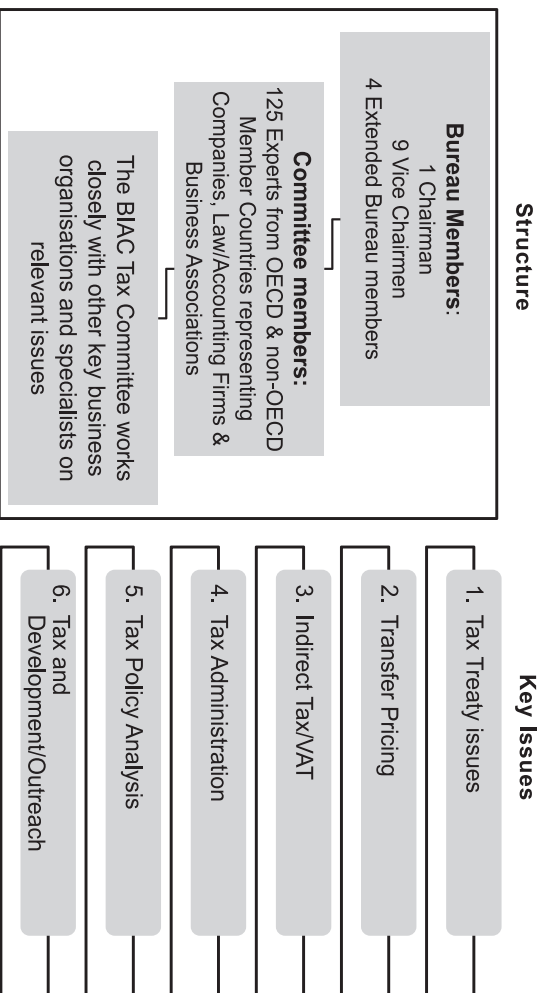 Structure
Bureau Members:
1 Chairman
9 Vice Chairmen
4 Extended Bureau members
Committee members:
125 Experts from OECD & non-OECD
Member Countries representing
Companies, Law/Accounting Firms &
Business Associations
The BIAC Tax Committee works
closely with other key business
organisations and specialists on
relevant issues
Key Issues
1. Tax Treaty issues
2. Transfer Pricing
3. Indirect Tax/VAT
4. Tax Administration
5. Tax Policy Analysis
6. Tax and
Development/Outreach